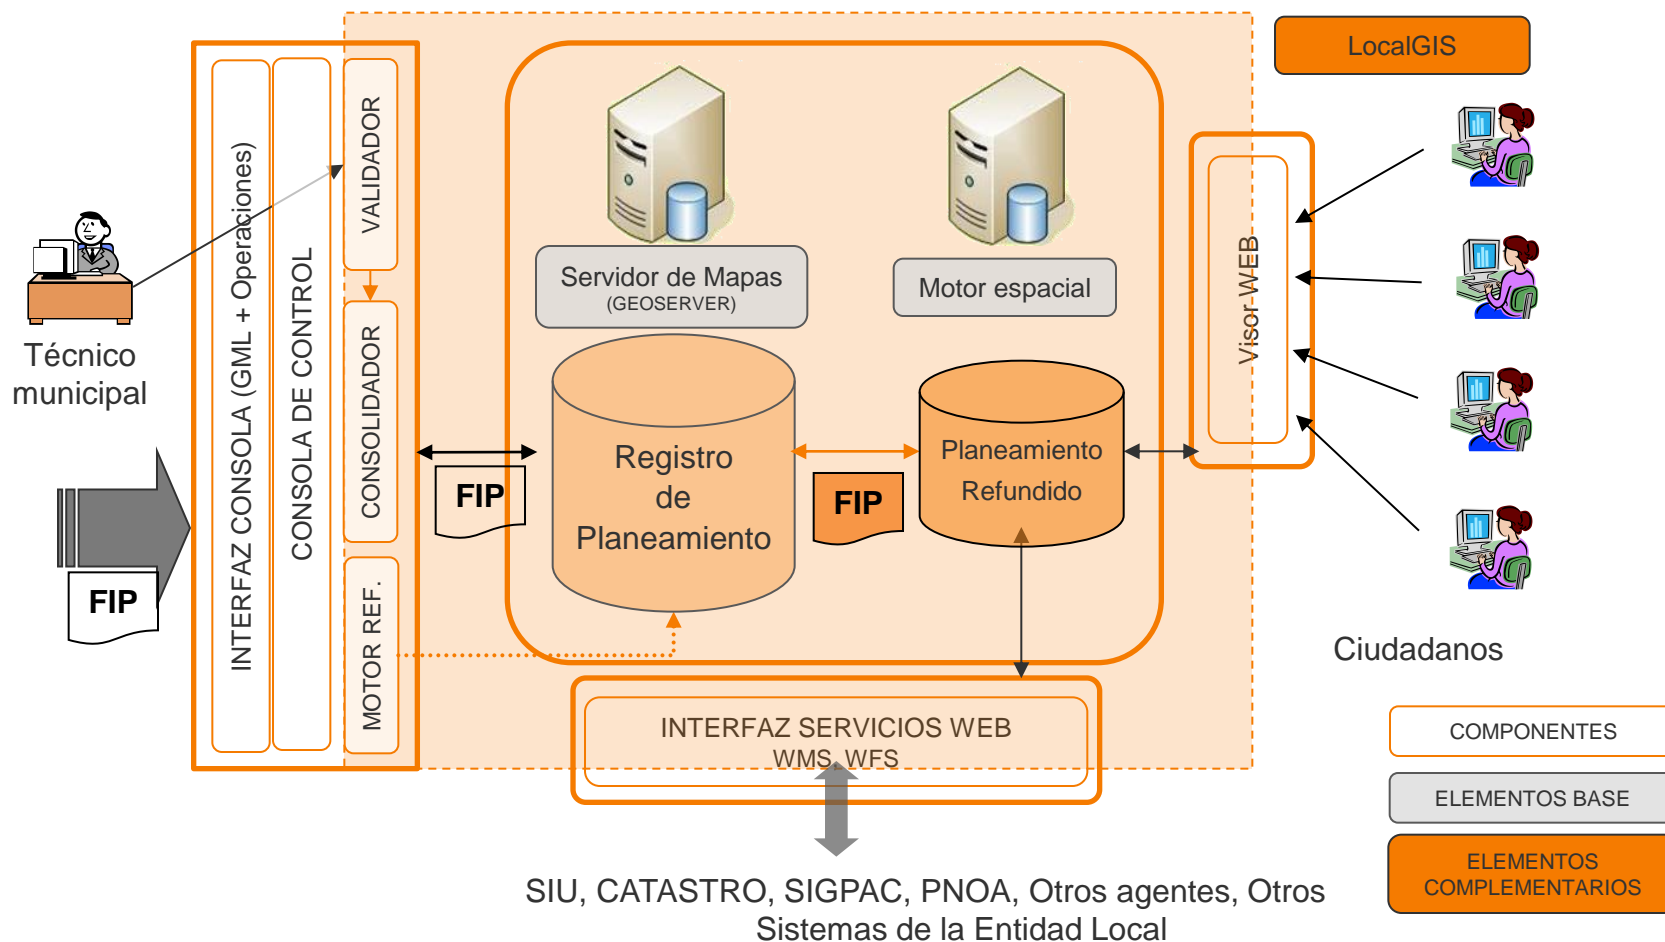 LocalGIS
INTERFAZ CONSOLA (GML + Operaciones)
CONSOLA DE CONTROL
VALIDADOR
CONSOLIDADOR
MOTOR REF.
Técnico
municipal
FIP
FIP
Servidor de Mapas
(GEOSERVER)
Motor espacial
Registro
de
Planeamiento
FIP
Planeamiento
Refundido
Visor WEB
Ciudadanos
INTERFAZ SERVICIOS WEB
WMS, WFS
COMPONENTES
ELEMENTOS BASE
ELEMENTOS
COMPLEMENTARIOS
SIU, CATASTRO, SIGPAC, PNOA, Otros agentes, Otros
Sistemas de la Entidad Local